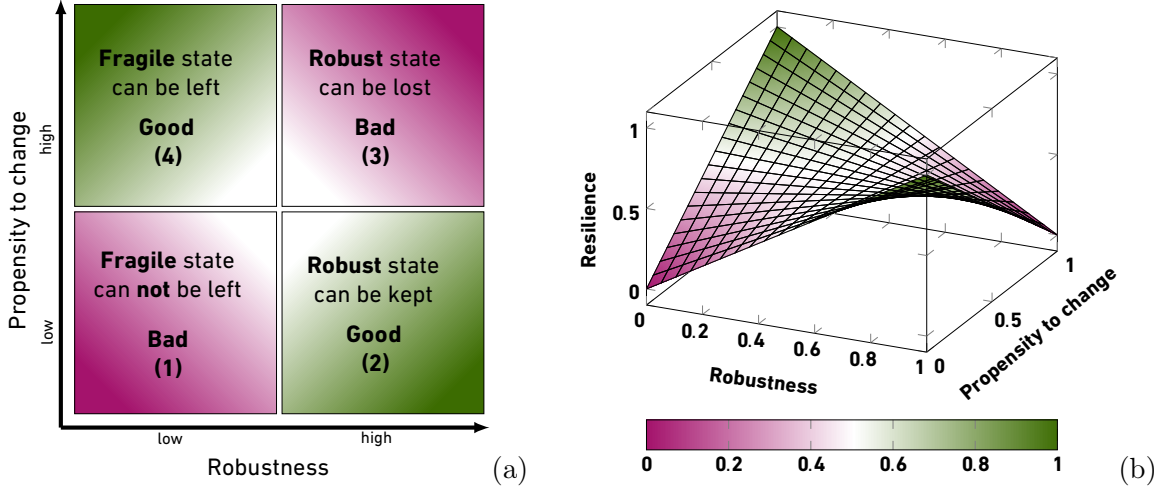 Propensity to change
high
low
Fragile state
can be left
Good
(4)
Robust state
can be lost
Bad
(3)
Fragile state
can not be left
Bad
(1)
Robust state
can be kept
Good
(2)
low
high
Robustness
(a)
Resilience
1
0.5
0
0
0.2
0.4
0.6
0.8
1
Robustness
0
0.5
1
Propensity to change
0
0.2
0.4
0.6
0.8
1
(b)